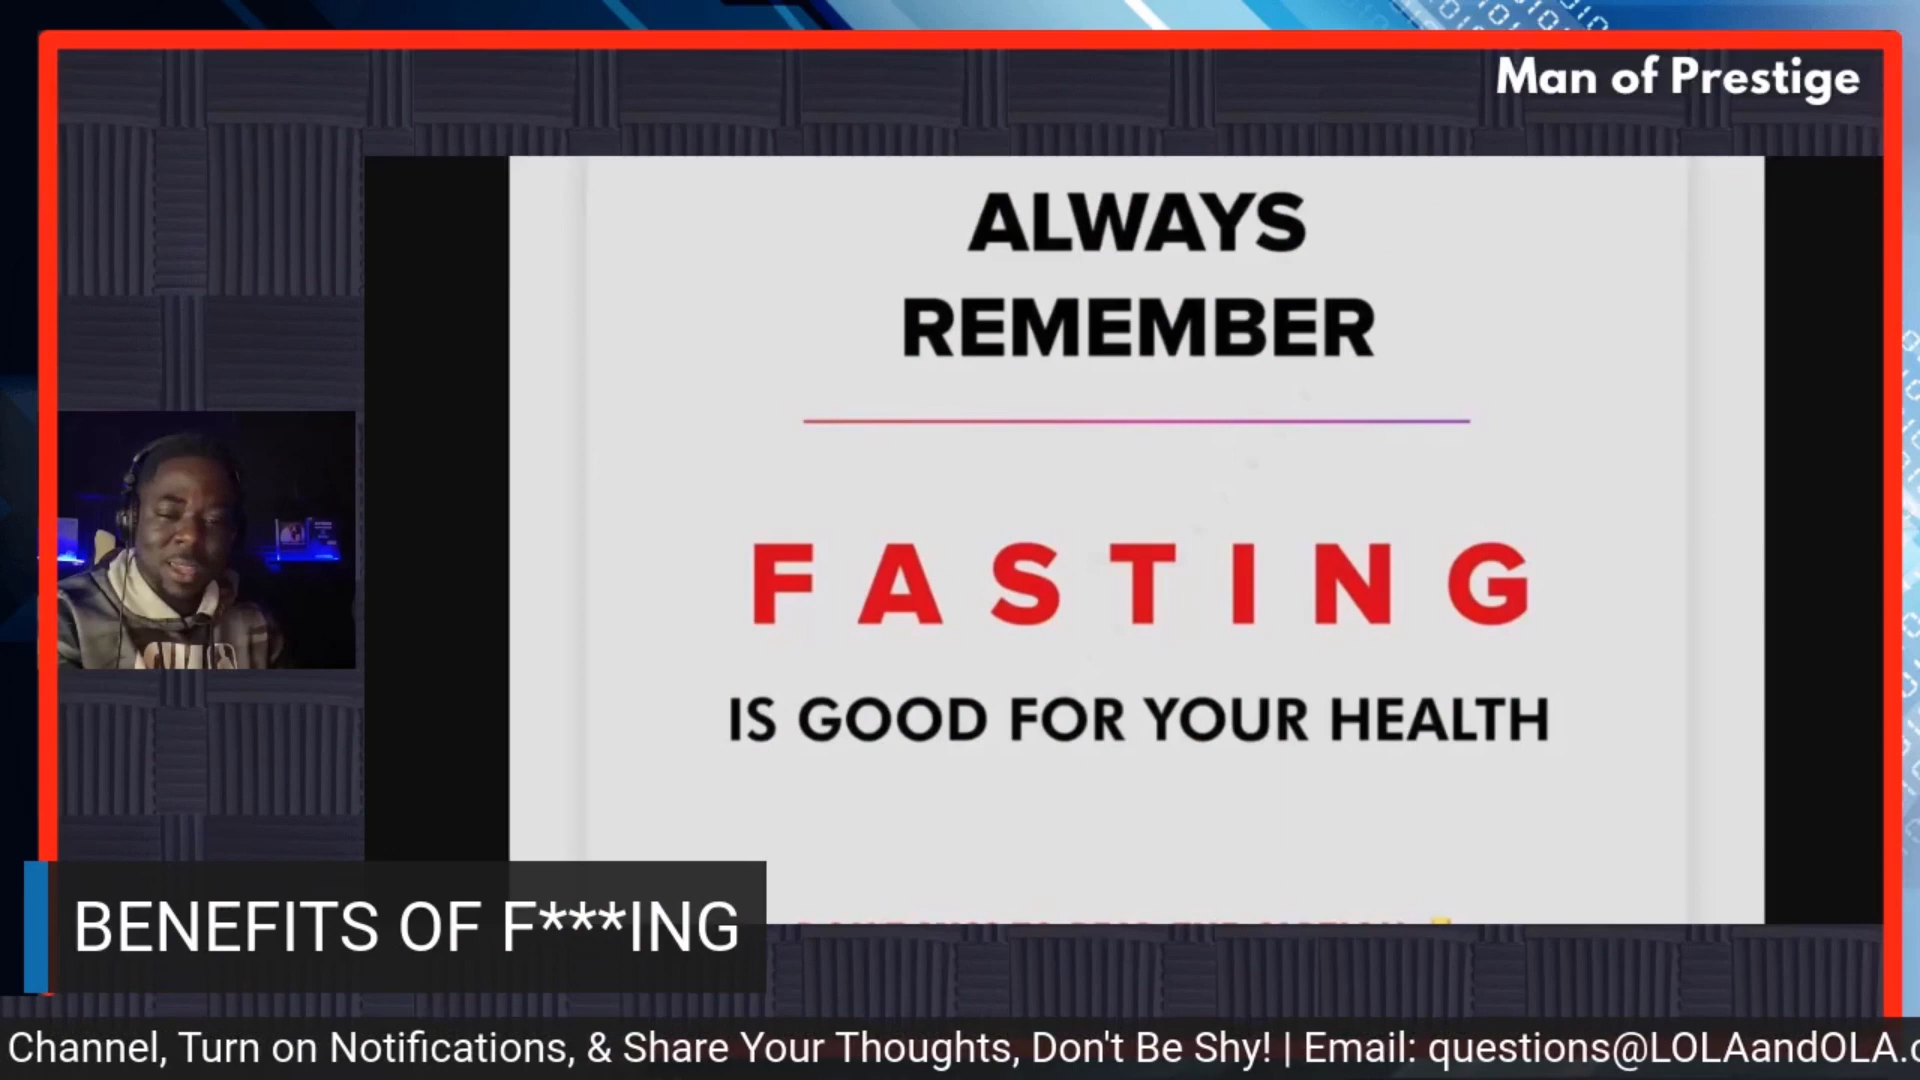 Man of Prestige
ALWAYS
REMEMBER
FASTING
IS GOOD FOR YOUR HEALTH
BENEFITS OF F***ING
Channel, Turn on Notifications, & Share Your Thoughts, Don't Be Shy! | Email: questions@LOLAandOLA.c